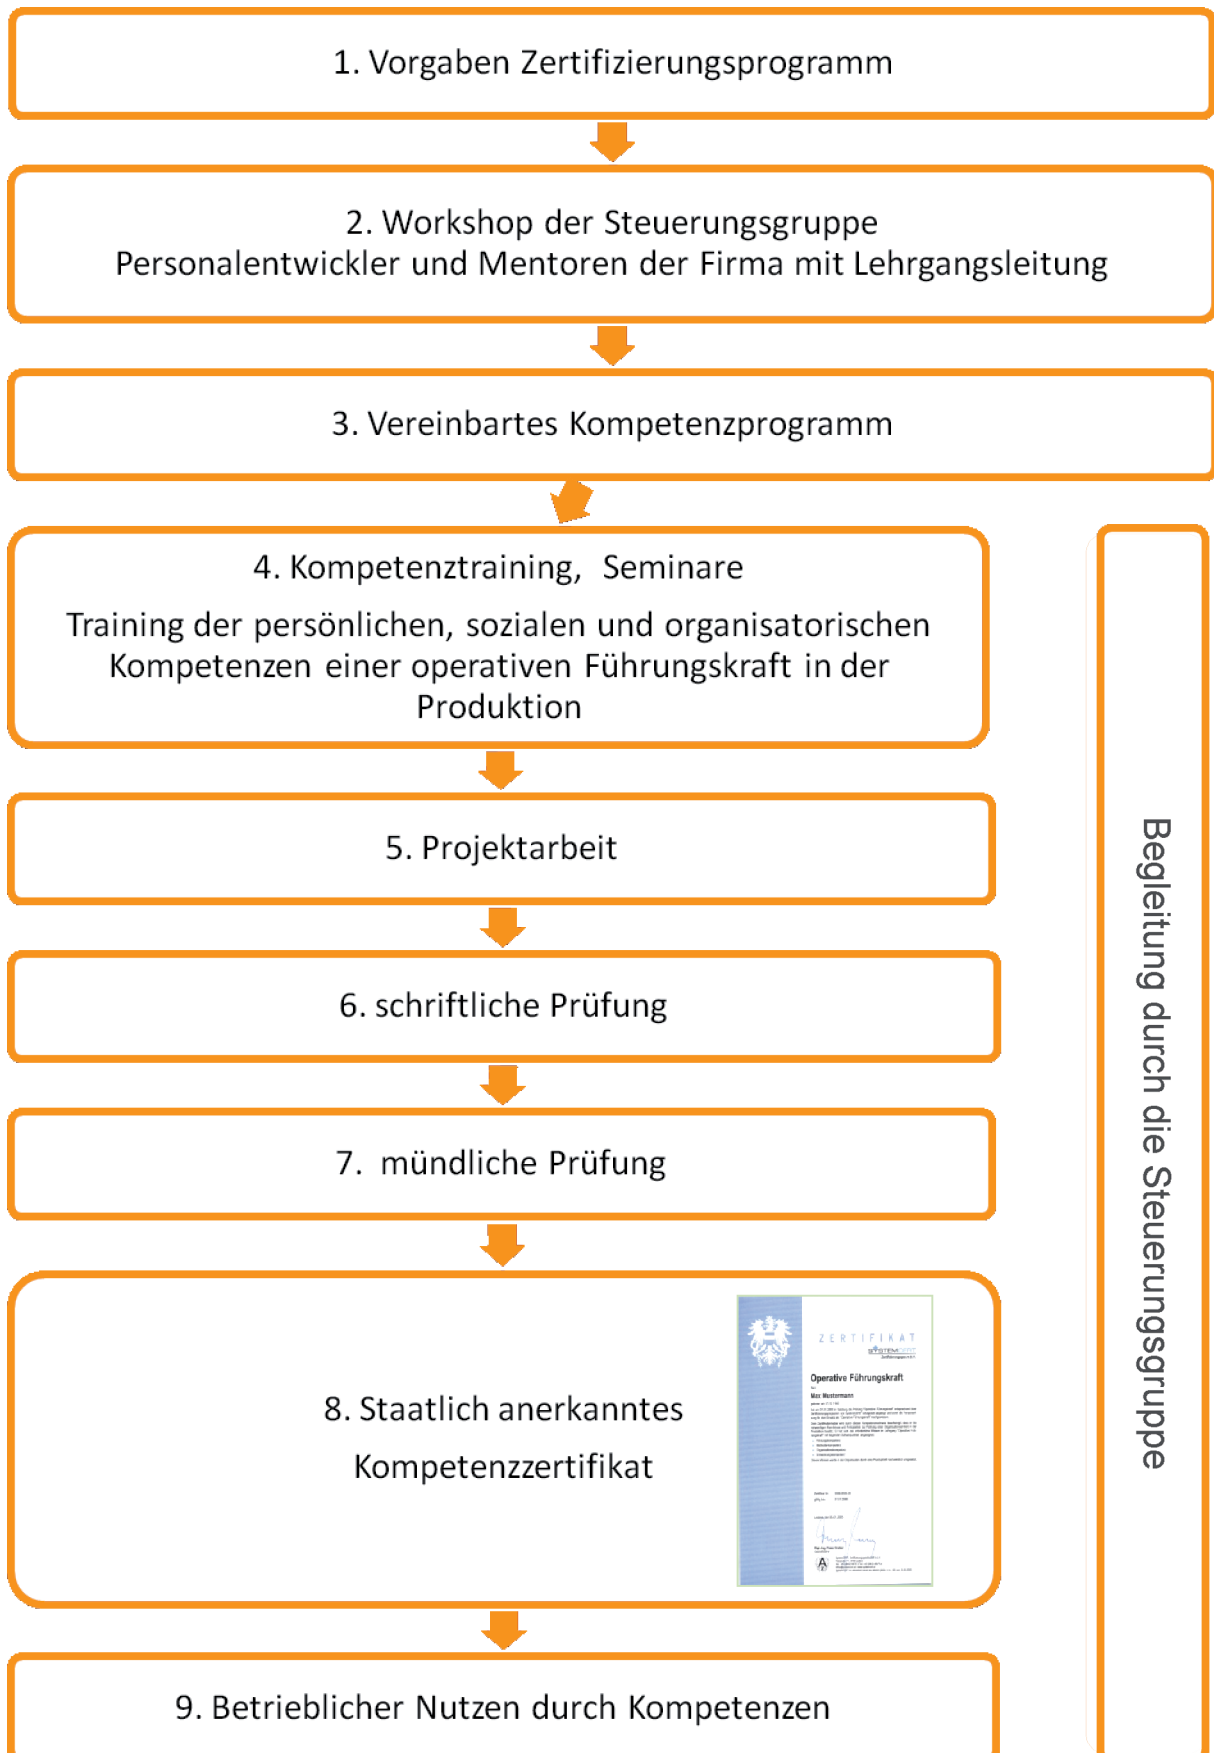 1. Vorgaben Zertifizierungsprogramm
2. Workshop der Steuerungsgruppe
Personalentwickler und Mentoren der Firma mit Lehrgangsleitung
3. Vereinbartes Kompetenzprogramm
4. Kompetenztraining, Seminare
Training der persönlichen, sozialen und organisatorischen
Kompetenzen einer operativen Führungskraft in der
Produktion
5. Projektarbeit
6. schriftliche Prüfung
7. mündliche Prüfung
8. Staatlich anerkanntes
Kompetenzzertifikat
ZERTIFIKAT
SYSTEMCERT
Operative Führungskraft
Max Mustermann
9. Betrieblicher Nutzen durch Kompetenzen
Begleitung durch die Steuerungsgruppe